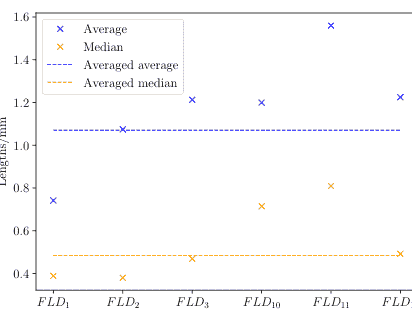 1.6
1.4
1.2
1.0
0.8
0.6
0.4
Lengths/mm
Average
Median
Averaged average
Averaged median
FLD₁ FLD₂ FLD₃ FLD₁₀ FLD₁₁ FLD